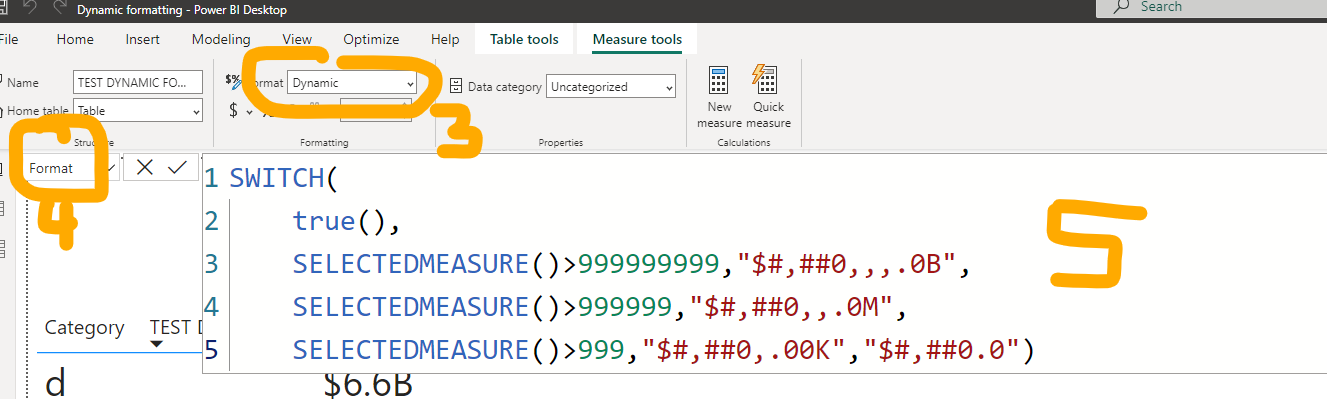 Dynamic formatting - Power BI Desktop
Search
File Home Insert Modeling View Optimize Help Table tools Measure tools
Name TEST DYNAMIC FO...
Format Dynamic
Data category Uncategorized
New measure
Quick measure
Home table Table
$
Structure
Formatting
Properties
Calculations
3
Format
4
1 SWITCH(
2 true(),
3 SELECTEDMEASURE()>999999999,"$#,##0,,,.0B",
4 SELECTEDMEASURE()>999999,"$#,##0,,.0M",
5 SELECTEDMEASURE()>999,"$#,##0,.00K","$#,##0.0")
5
Category TEST D
d $6.6B